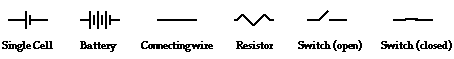 Single Cell Battery Connecting wire Resistor Switch (open) Switch (closed)